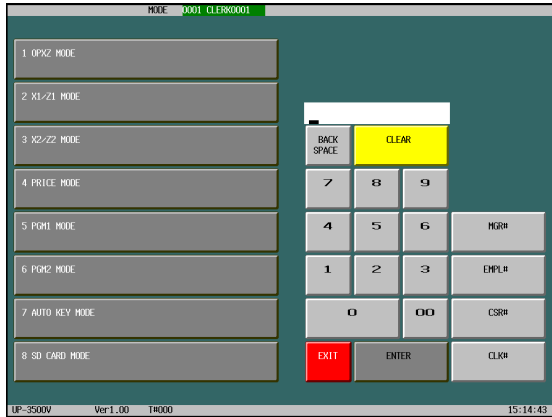 MODE 0001 CLERK0001
1 OPXZ MODE
2 X1/Z1 MODE
3 X2/Z2 MODE
4 PRICE MODE
5 PGM1 MODE
6 PGM2 MODE
7 AUTO KEY MODE
8 SD CARD MODE
BACK
SPACE
CLEAR
7 8 9
4 5 6 MGR#
1 2 3 EMPL#
0 00 CSR#
EXIT ENTER CLK#
UP-3500V Ver1.00 T#000 15:14:43